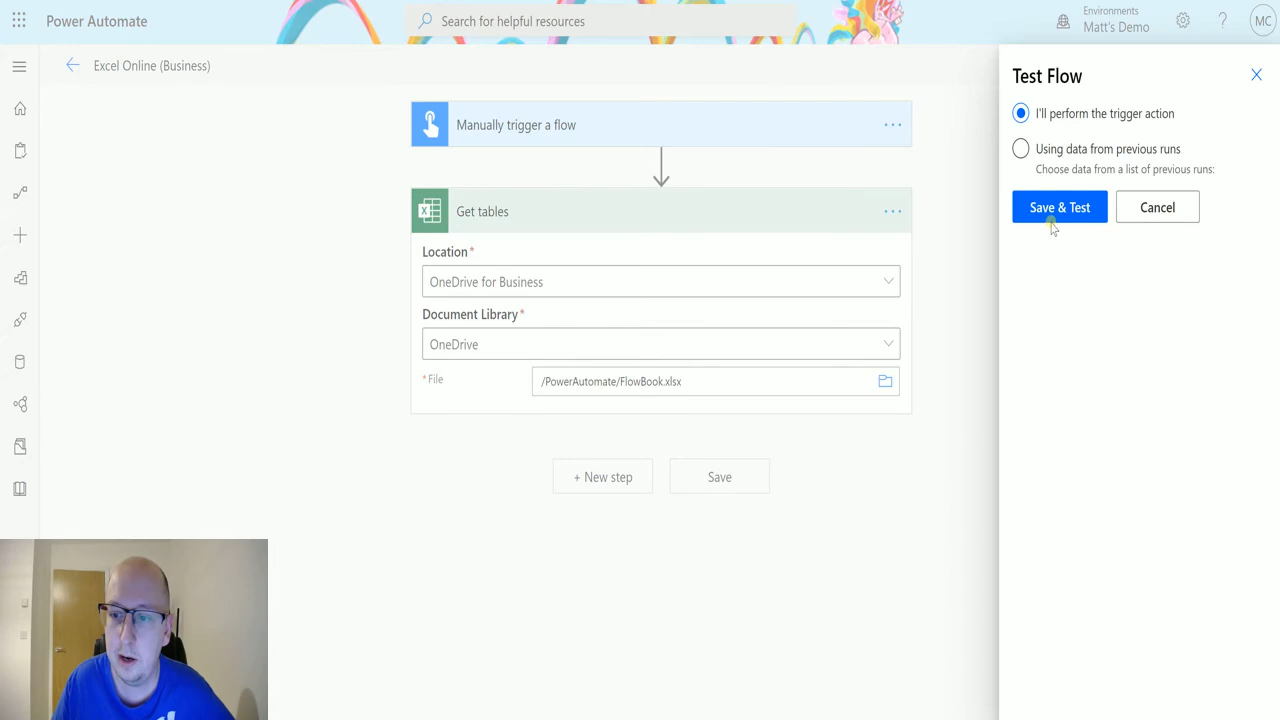 Power Automate
Search for helpful resources
Environments
Matt's Demo
?
MC
Excel Online (Business)
Test Flow
I'll perform the trigger action
Using data from previous runs
Choose data from a list of previous runs:
Save & Test
Cancel
Manually trigger a flow
...
Get tables
...
Location*
OneDrive for Business
Document Library*
OneDrive
* File
/PowerAutomate/FlowBook.xlsx
+ New step
Save